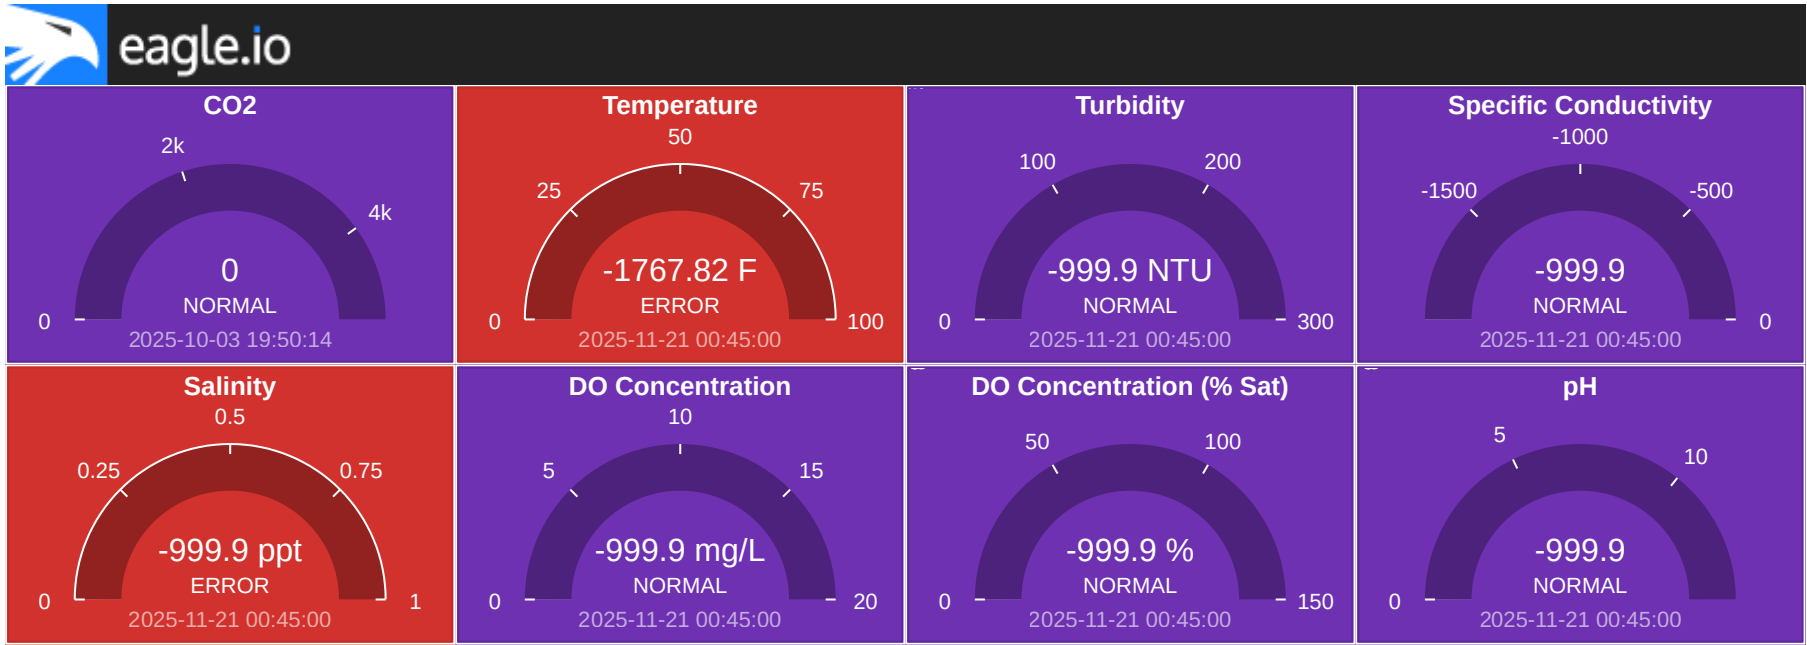 eagle.io
CO2
2k
4k
0
0
NORMAL
2025-10-03 19:50:14
Temperature
50
25
75
-1767.82 F
ERROR
0
100
2025-11-21 00:45:00
Turbidity
100
200
-999.9 NTU
NORMAL
0
300
2025-11-21 00:45:00
Specific Conductivity
-1000
-1500
-500
-999.9
NORMAL
0
2025-11-21 00:45:00
Salinity
0.5
0.25
0.75
-999.9 ppt
ERROR
0
1
2025-11-21 00:45:00
DO Concentration
10
5
15
-999.9 mg/L
NORMAL
0
20
2025-11-21 00:45:00
DO Concentration (% Sat)
50
100
-999.9 %
NORMAL
0
150
2025-11-21 00:45:00
pH
5
10
-999.9
NORMAL
0
2025-11-21 00:45:00